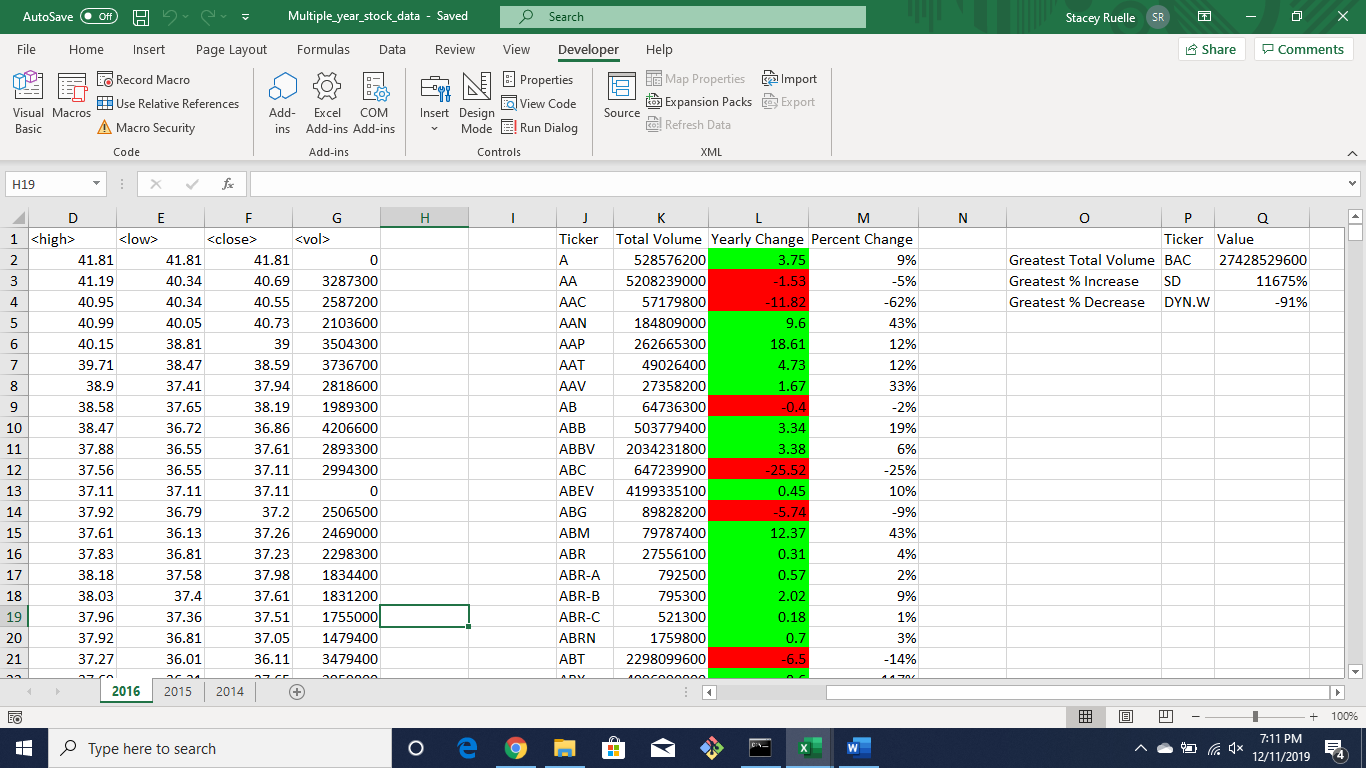 AutoSave Off Multiple_year_stock_data - Saved Search Stacey Ruelle SR
File Home Insert Page Layout Formulas Data Review View Developer Help Share Comments
Visual Basic
Macros
Record Macro
Use Relative References
Macro Security
Code
Add-ins
Excel Add-ins
COM Add-ins
Add-ins
Insert
Design Mode
Properties
View Code
Run Dialog
Controls
Source
Map Properties
Expansion Packs
Refresh Data
Import
Export
XML
H19 fx
D E F G H I J K L M N O P Q
1 <high> <low> <close> <vol> Ticker Total Volume Yearly Change Percent Change Ticker Value
2 41.81 41.81 41.81 0 A 528576200 3.75 9% Greatest Total Volume BAC 27428529600
3 41.19 40.34 40.69 3287300 AA 5208239000 -1.53 -5% Greatest % Increase SD 11675%
4 40.95 40.34 40.55 2587200 AAC 57179800 -11.82 -62% Greatest % Decrease DYN.W -91%
5 40.99 40.05 40.73 2103600 AAN 184809000 9.6 43%
6 40.15 38.81 39 3504300 AAP 262665300 18.61 12%
7 39.71 38.47 38.59 3736700 AAT 49026400 4.73 12%
8 38.9 37.41 37.94 2818600 AAV 27358200 1.67 33%
9 38.58 37.65 38.19 1989300 AB 64736300 -0.4 -2%
10 38.47 36.72 36.86 4206600 ABB 503779400 3.34 19%
11 37.88 36.55 37.61 2893300 ABBV 2034231800 3.38 6%
12 37.56 36.55 37.11 2994300 ABC 647239900 -25.52 -25%
13 37.11 37.11 37.11 0 ABEV 4199335100 0.45 10%
14 37.92 36.79 37.2 2506500 ABG 89828200 -5.74 -9%
15 37.61 36.13 37.26 2469000 ABM 79787400 12.37 43%
16 37.83 36.81 37.23 2298300 ABR 27556100 0.31 4%
17 38.18 37.58 37.98 1834400 ABR-A 792500 0.57 2%
18 38.03 37.4 37.61 1831200 ABR-B 795300 2.02 9%
19 37.96 37.36 37.51 1755000 ABR-C 521300 0.18 1%
20 37.92 36.81 37.05 1479400 ABRN 1759800 0.7 3%
21 37.27 36.01 36.11 3479400 ABT 2298099600 -6.5 -14%
2016 2015 2014
100%
Type here to search
7:11 PM
12/11/2019
4